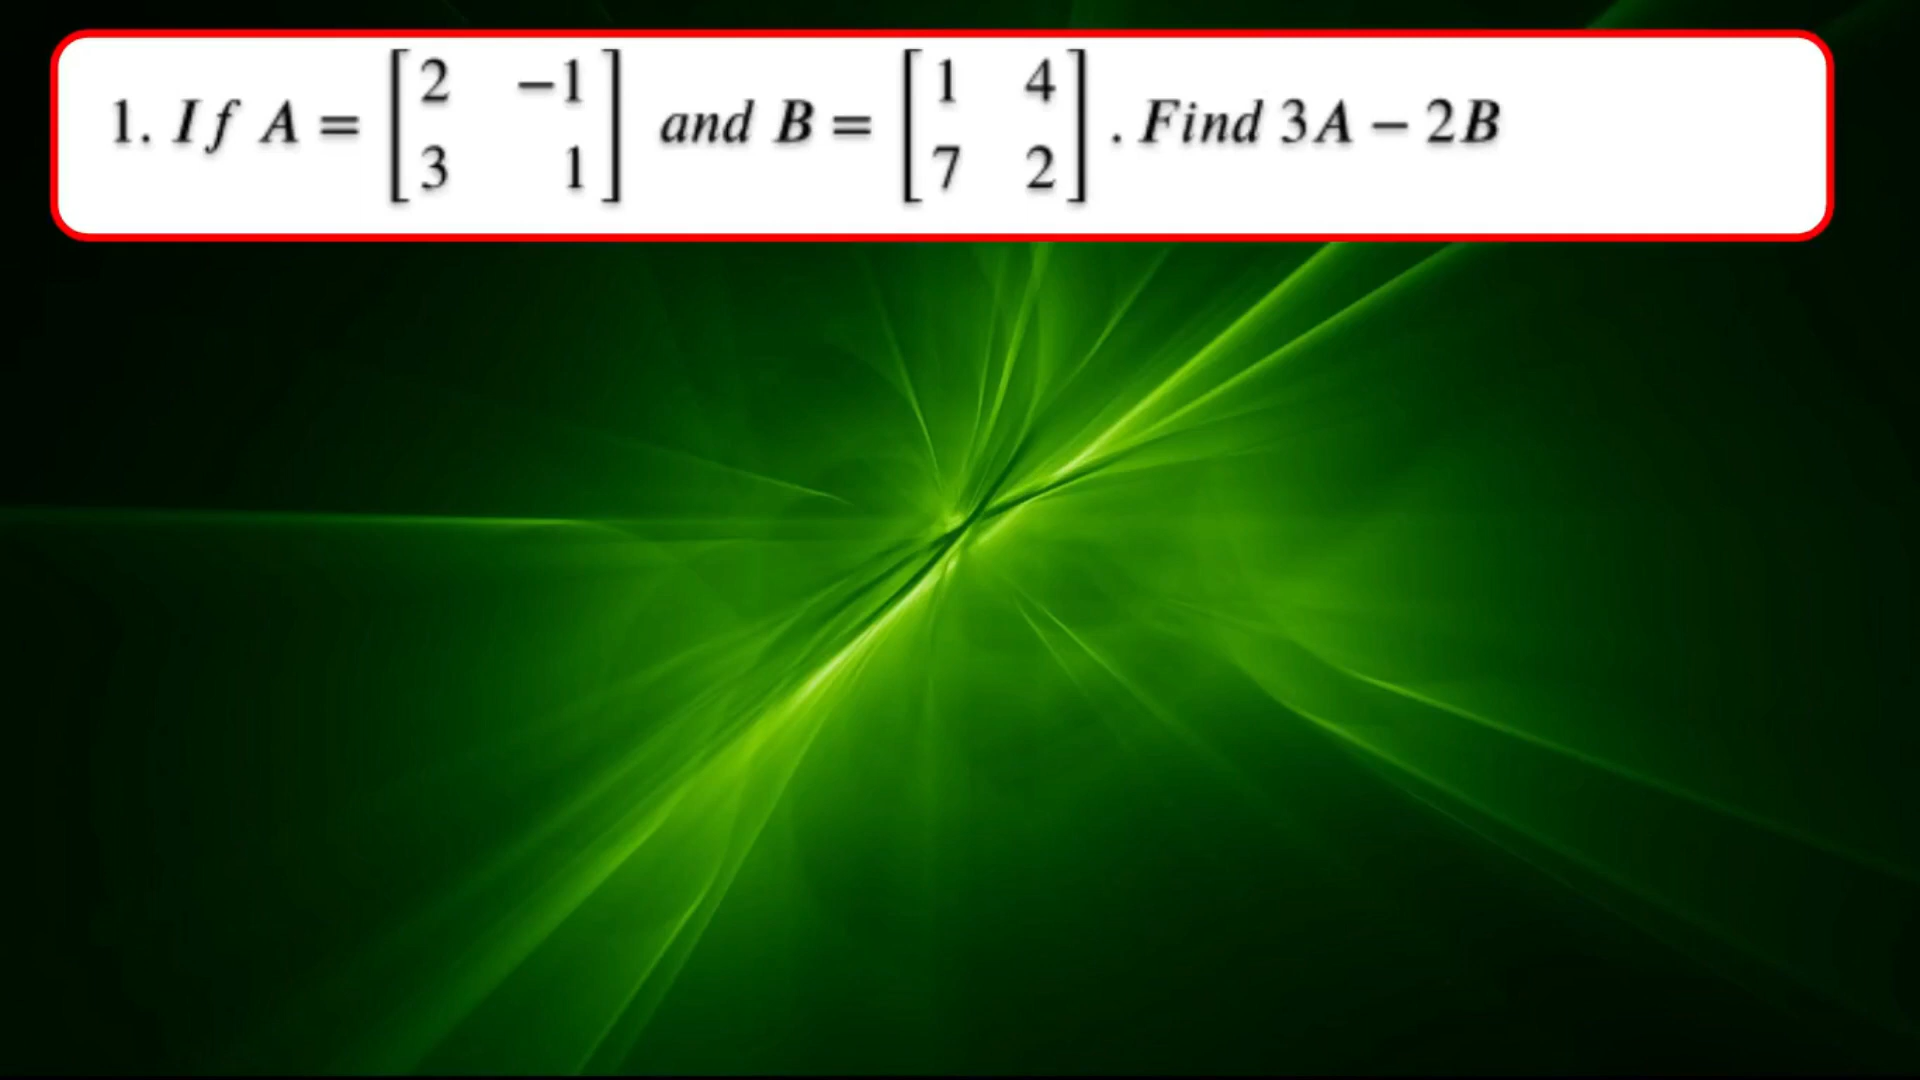 1. If A = [2 −1; 3 1] and B = [1 4; 7 2] . Find 3A − 2B